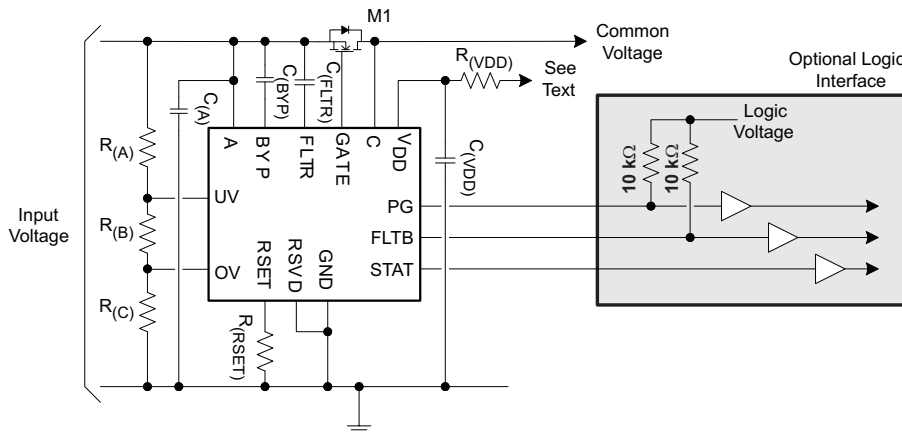 M1
Common
Voltage
R(VDD)
See
Text
Optional Logic
Interface
C(A)
C(BYP)
C(FLTR)
C(VDD)
Logic
Voltage
10 kΩ
10 kΩ
A
BYP
FLTR
GATE
C
VDD
R(A)
UV
PG
Input
Voltage
R(B)
FLTB
OV
RSET
RSVD
GND
STAT
R(C)
R(RSET)